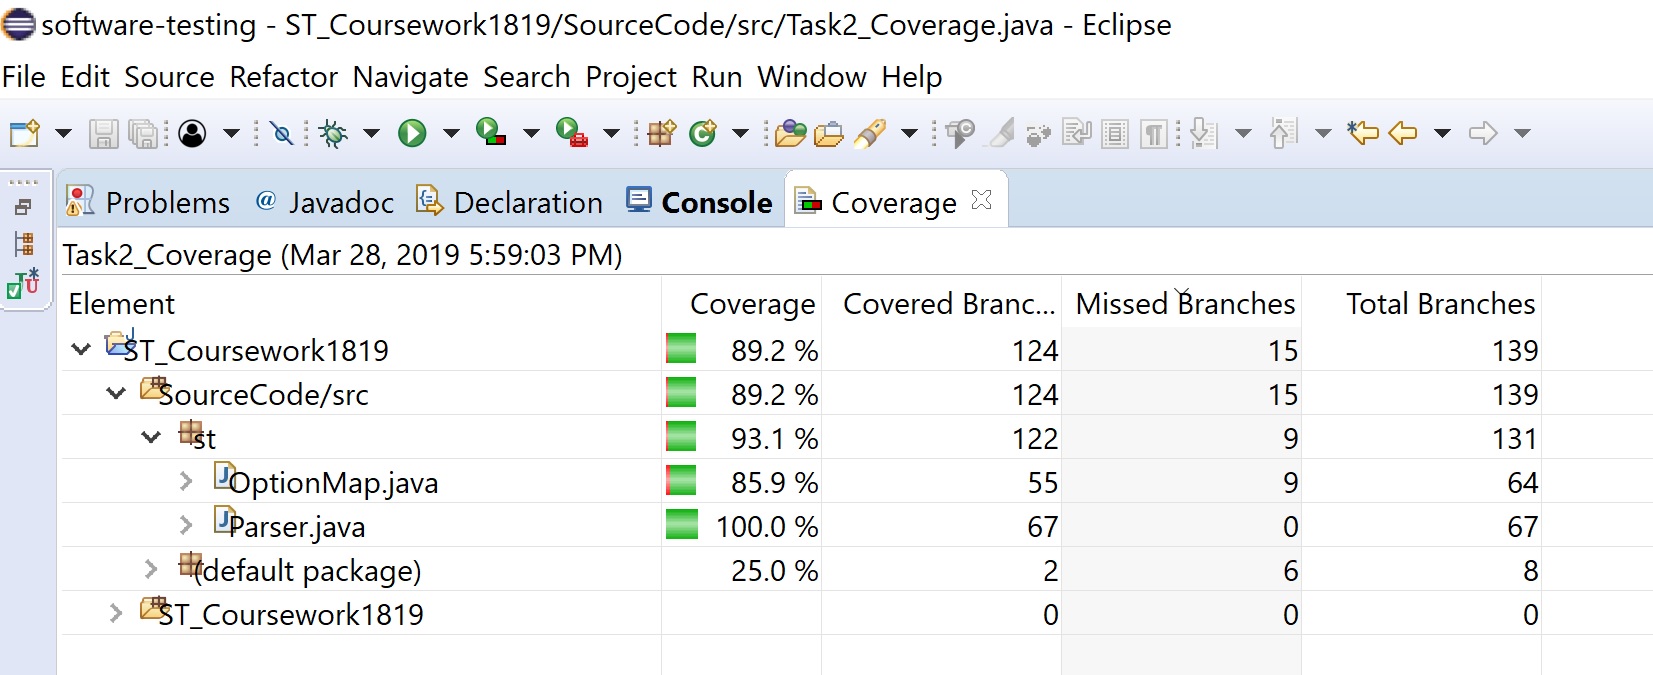 software-testing - ST_Coursework1819/SourceCode/src/Task2_Coverage.java - Eclipse
File Edit Source Refactor Navigate Search Project Run Window Help
Problems @ Javadoc Declaration Console Coverage
Task2_Coverage (Mar 28, 2019 5:59:03 PM)
Element Coverage Covered Branc... Missed Branches Total Branches
ST_Coursework1819 89.2 % 124 15 139
SourceCode/src 89.2 % 124 15 139
st 93.1 % 122 9 131
OptionMap.java 85.9 % 55 9 64
Parser.java 100.0 % 67 0 67
(default package) 25.0 % 2 6 8
ST_Coursework1819 0 0 0